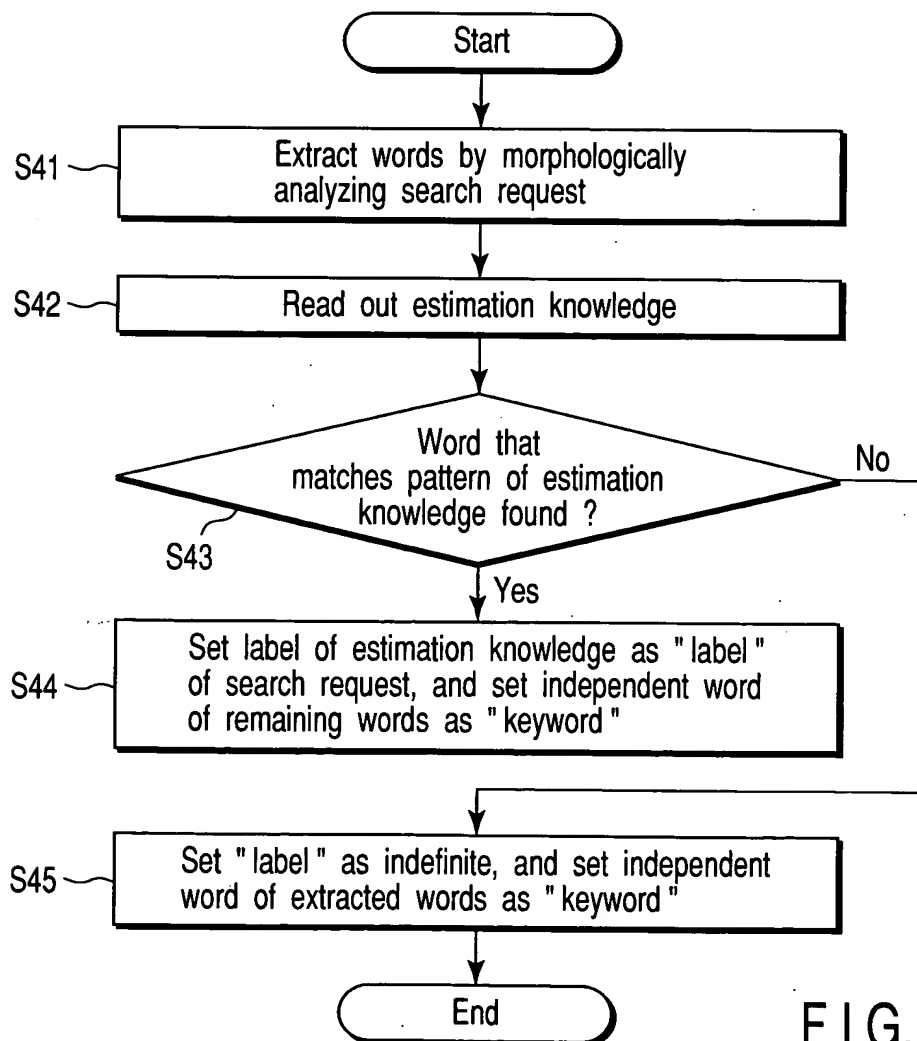 Start
S41
Extract words by morphologically
analyzing search request
S42
Read out estimation knowledge
Word that
matches pattern of estimation
knowledge found ?
No
S43
Yes
S44
Set label of estimation knowledge as "label"
of search request, and set independent word
of remaining words as "keyword"
S45
Set "label" as indefinite, and set independent
word of extracted words as "keyword"
End
FIG.